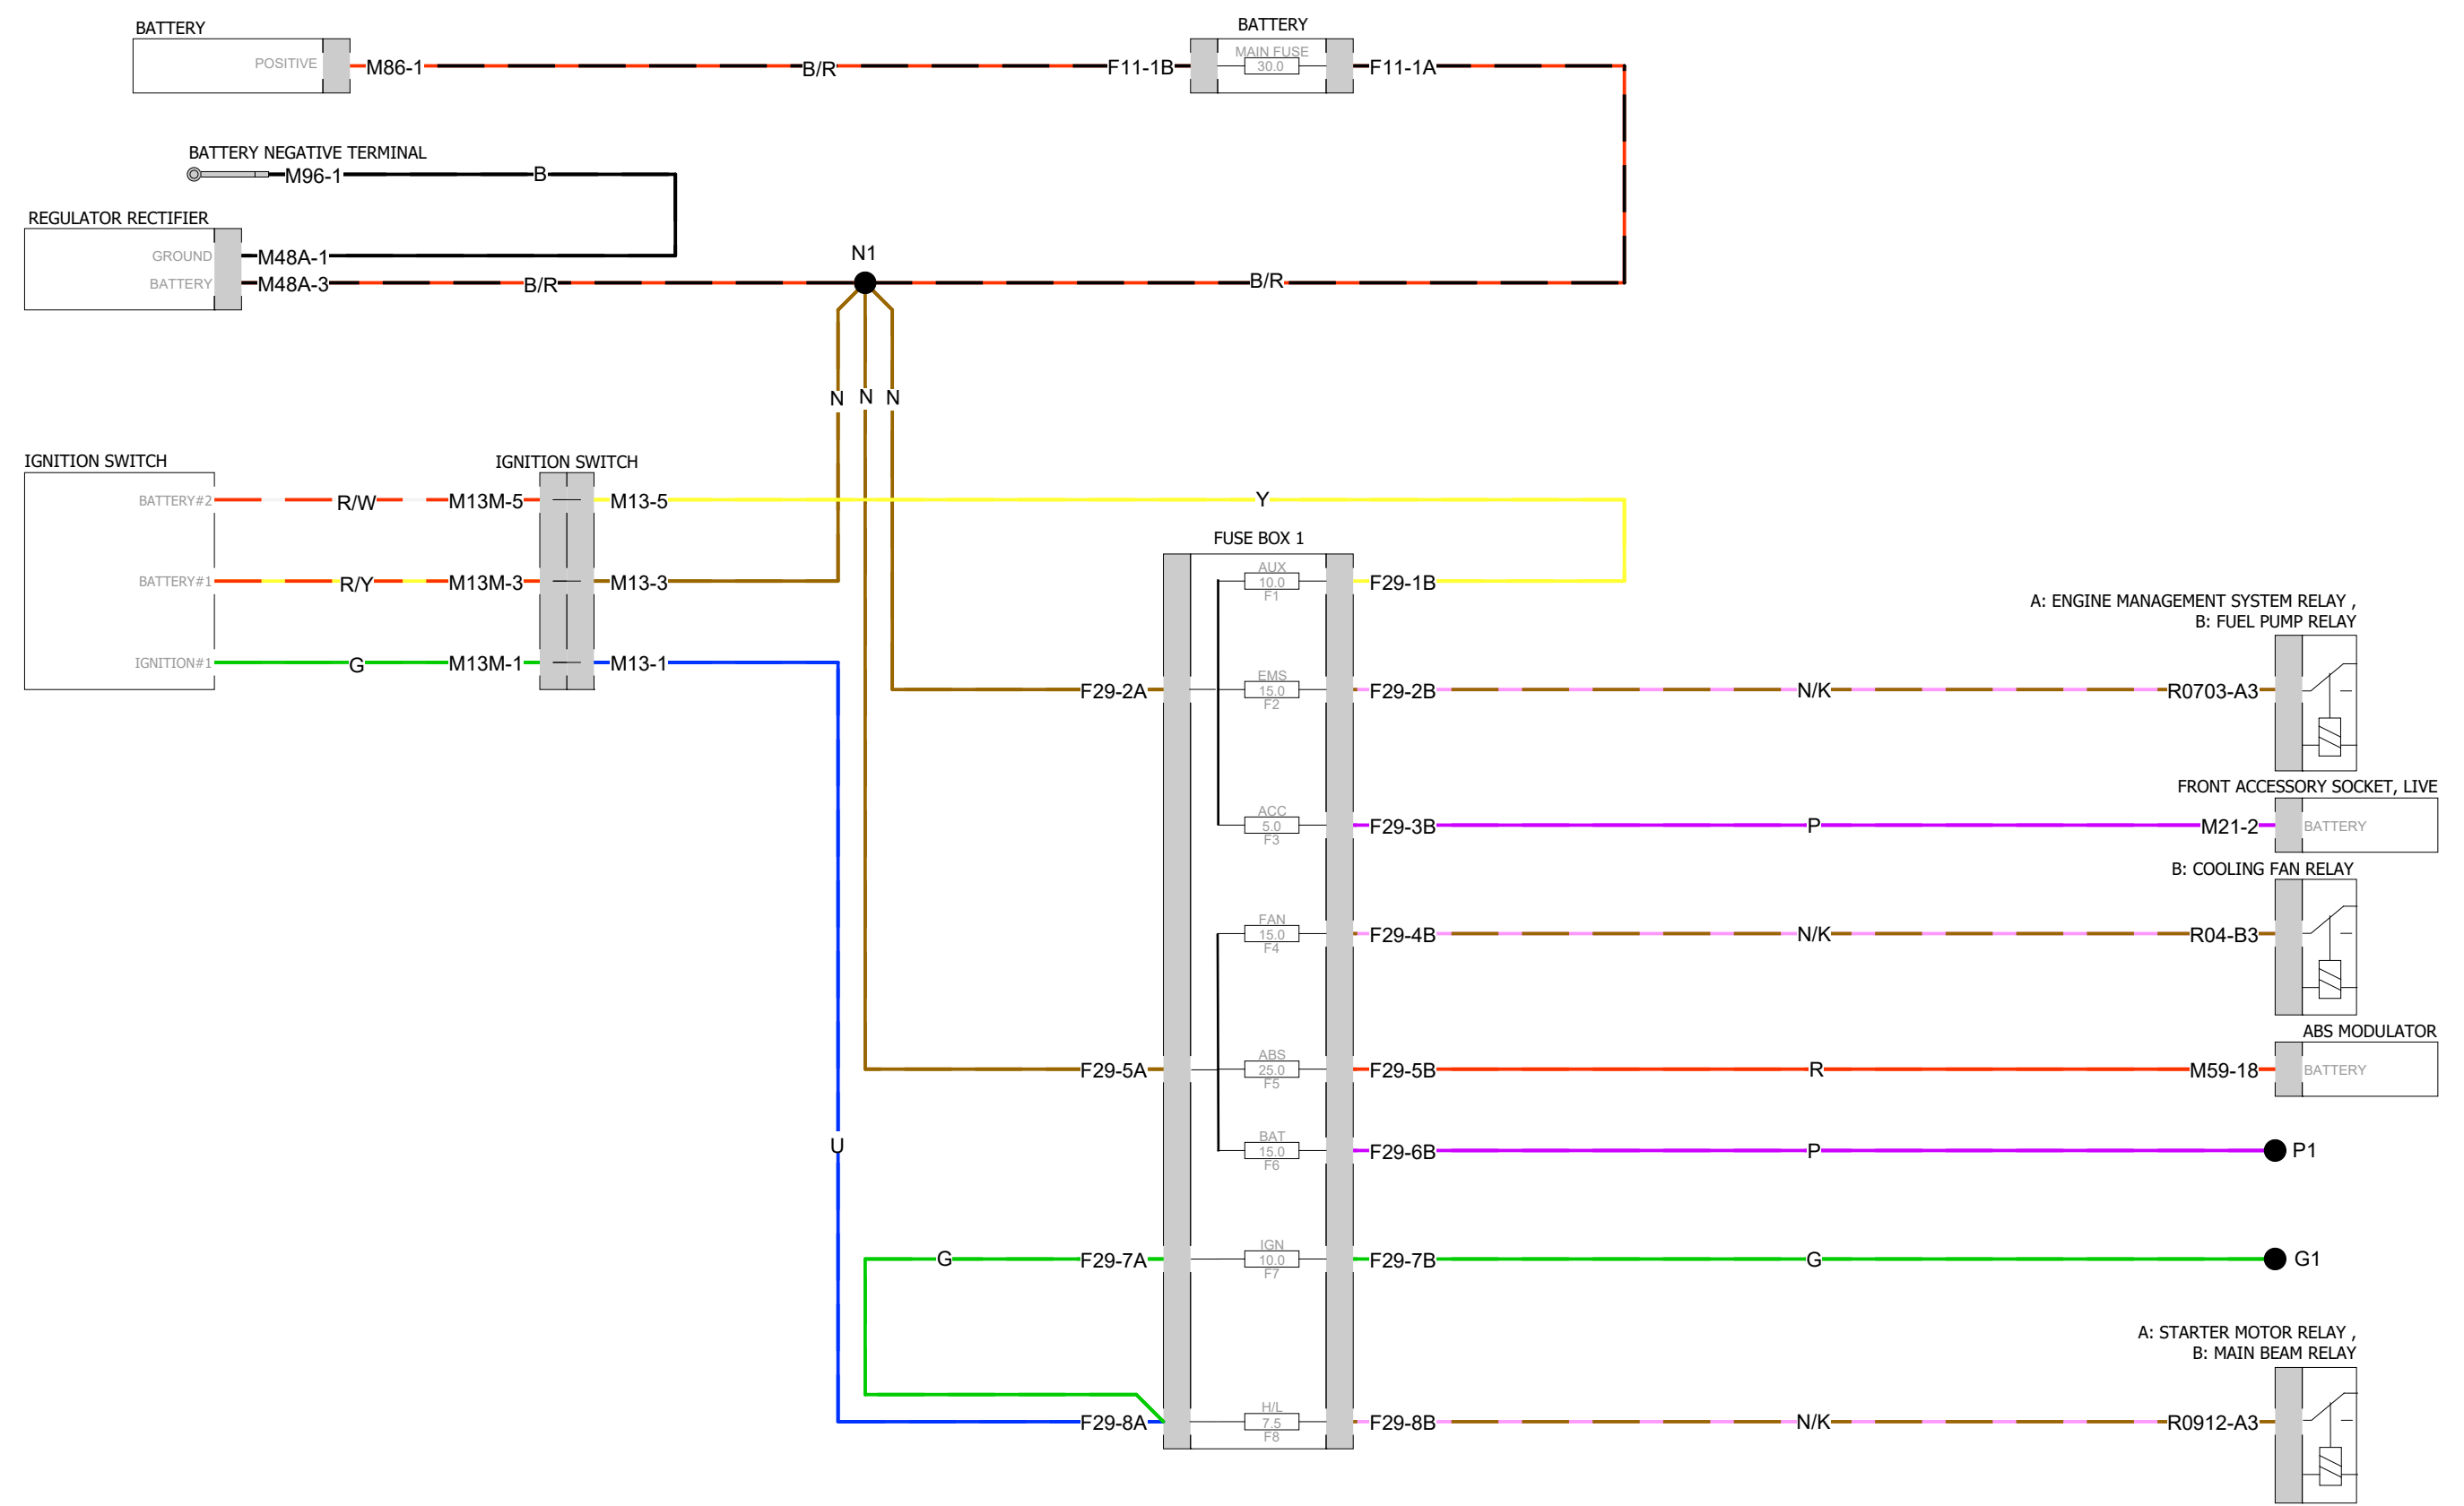 BATTERY
POSITIVE
M86-1
B/R
F11-1B
BATTERY
MAIN FUSE
30.0
F11-1A
BATTERY NEGATIVE TERMINAL
M96-1
B
REGULATOR RECTIFIER
GROUND
M48A-1
BATTERY
M48A-3
B/R
N1
B/R
N
N
N
IGNITION SWITCH
BATTERY#2
R/W
M13M-5
IGNITION SWITCH
M13-5
Y
BATTERY#1
R/Y
M13M-3
M13-3
IGNITION#1
G
M13M-1
M13-1
FUSE BOX 1
AUX
10.0
F1
F29-1B
F29-2A
EMS
15.0
F2
F29-2B
N/K
R0703-A3
A: ENGINE MANAGEMENT SYSTEM RELAY ,
B: FUEL PUMP RELAY
ACC
5.0
F3
F29-3B
P
M21-2
FRONT ACCESSORY SOCKET, LIVE
BATTERY
FAN
15.0
F4
F29-4B
N/K
R04-B3
B: COOLING FAN RELAY
F29-5A
ABS
25.0
F5
F29-5B
R
M59-18
ABS MODULATOR
BATTERY
U
BAT
15.0
F6
F29-6B
P
P1
G
F29-7A
IGN
10.0
F7
F29-7B
G
G1
F29-8A
H/L
7.5
F8
F29-8B
N/K
R0912-A3
A: STARTER MOTOR RELAY ,
B: MAIN BEAM RELAY